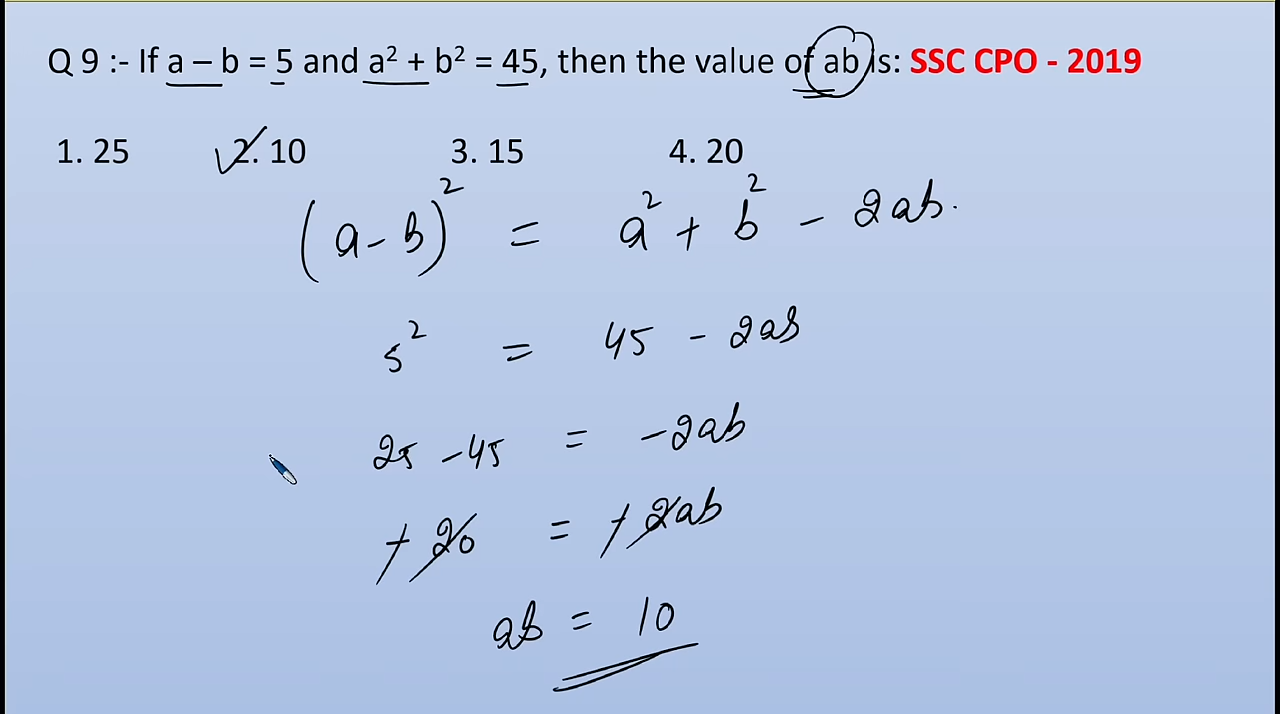 Q 9 :- If a – b = 5 and a² + b² = 45, then the value of ab is: SSC CPO - 2019
1. 25 2. 10 3. 15 4. 20
(a - b)² = a² + b² - 2ab.
5² = 45 - 2ab
25 - 45 = -2ab
-20 = -2ab
ab = 10